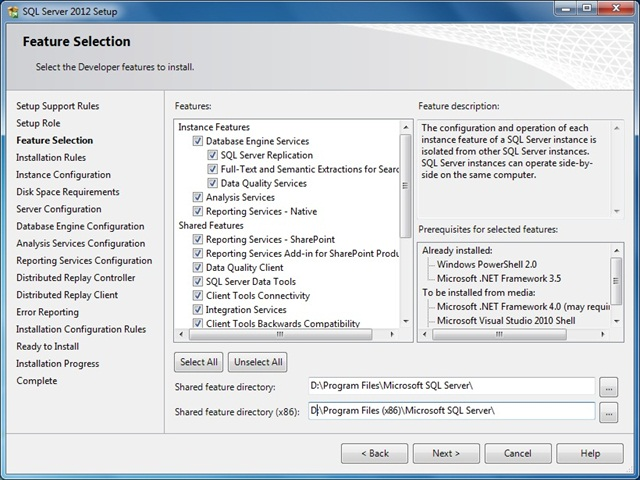 SQL Server 2012 Setup
Feature Selection
Select the Developer features to install.
Setup Support Rules
Setup Role
Feature Selection
Installation Rules
Instance Configuration
Disk Space Requirements
Server Configuration
Database Engine Configuration
Analysis Services Configuration
Reporting Services Configuration
Distributed Replay Controller
Distributed Replay Client
Error Reporting
Installation Configuration Rules
Ready to Install
Installation Progress
Complete
Features:
Instance Features
Database Engine Services
SQL Server Replication
Full-Text and Semantic Extractions for Searc
Data Quality Services
Analysis Services
Reporting Services - Native
Shared Features
Reporting Services - SharePoint
Reporting Services Add-in for SharePoint Produ
Data Quality Client
SQL Server Data Tools
Client Tools Connectivity
Integration Services
Client Tools Backwards Compatibility
Feature description:
The configuration and operation of each
instance feature of a SQL Server instance is
isolated from other SQL Server instances.
SQL Server instances can operate side-by-
side on the same computer.
Prerequisites for selected features:
Already installed:
Windows PowerShell 2.0
Microsoft .NET Framework 3.5
To be installed from media:
Microsoft .NET Framework 4.0 (may requir
Microsoft Visual Studio 2010 Shell
Select All
Unselect All
Shared feature directory:
D:\Program Files\Microsoft SQL Server\
...
Shared feature directory (x86):
D:\Program Files (x86)\Microsoft SQL Server\
...
< Back
Next >
Cancel
Help